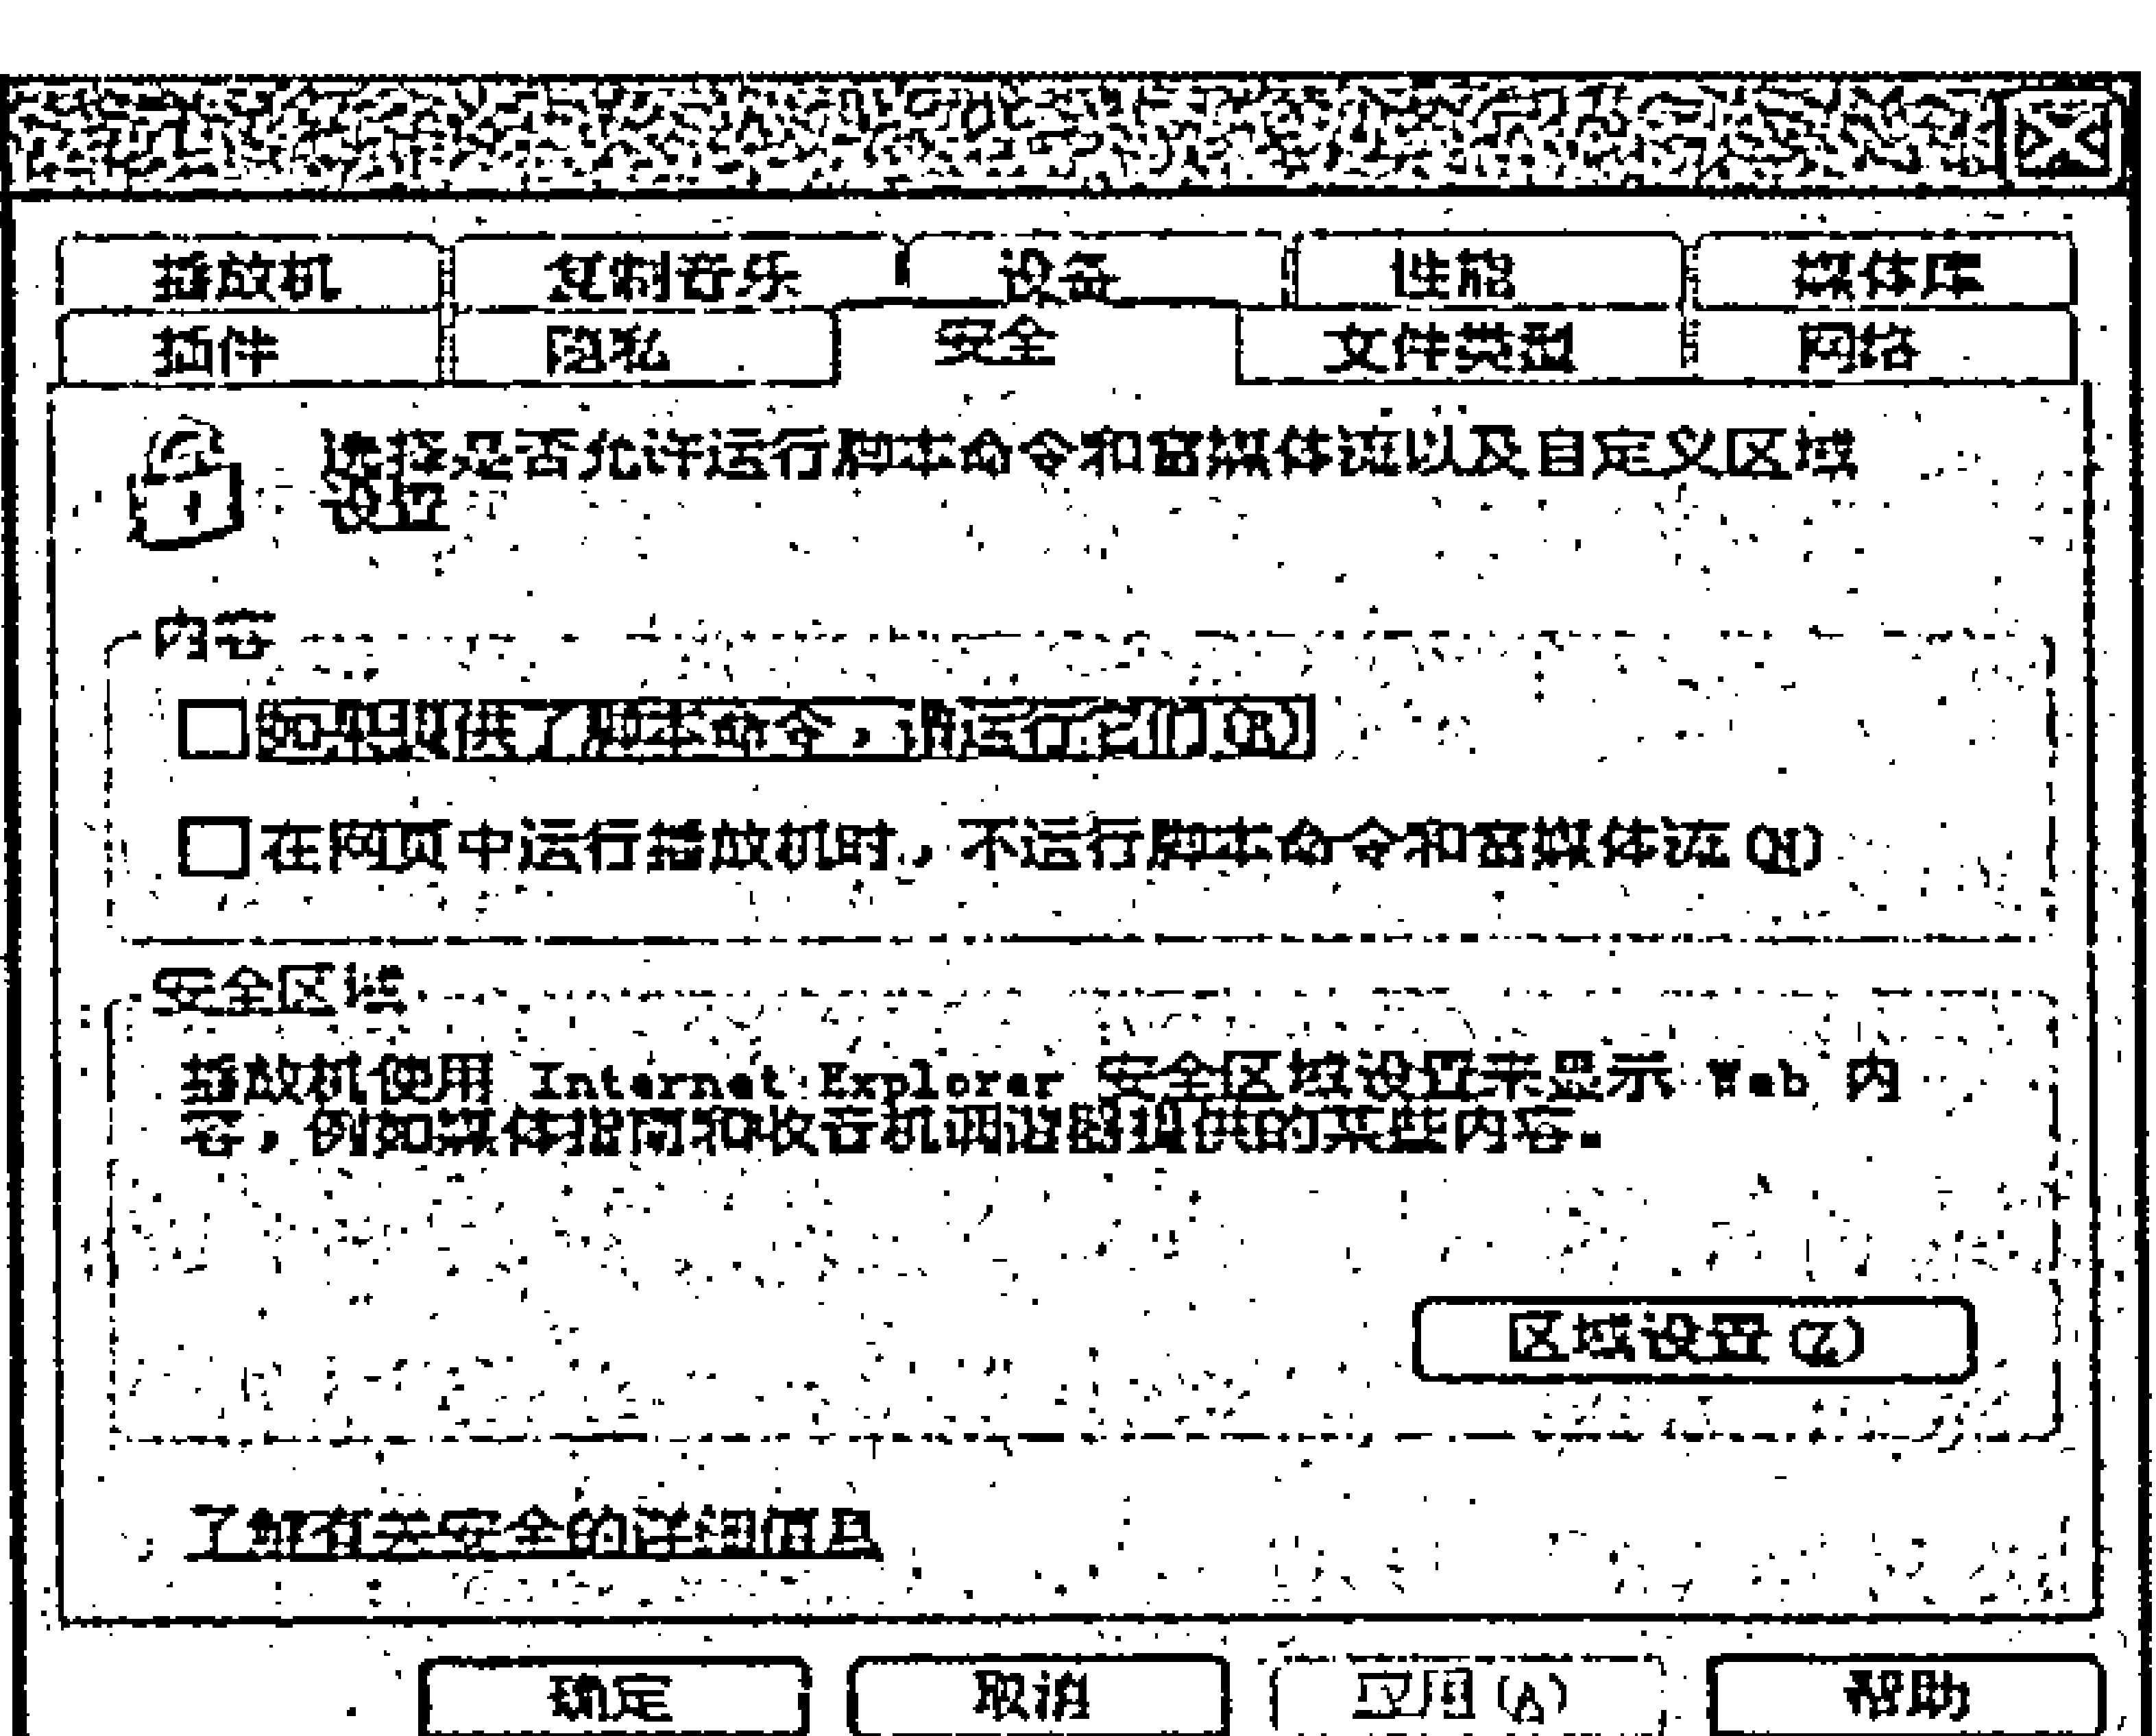 播放机 复制音乐 设备 性能 媒体库
插件 隐私 安全 文件类型 网络
选择是否允许运行脚本命令和富媒体流以及自定义区域
设置
内容
如果提供了脚本命令，请运行它们(R)
在网页中运行播放机时，不运行脚本命令和富媒体流(N)
安全区域
播放机使用 Internet Explorer 安全区域设置来显示 Web 内
容，例如媒体指南和收音机调谐器提供的某些内容。
区域设置(Z)
了解有关安全的详细信息
确定 取消 应用(A) 帮助